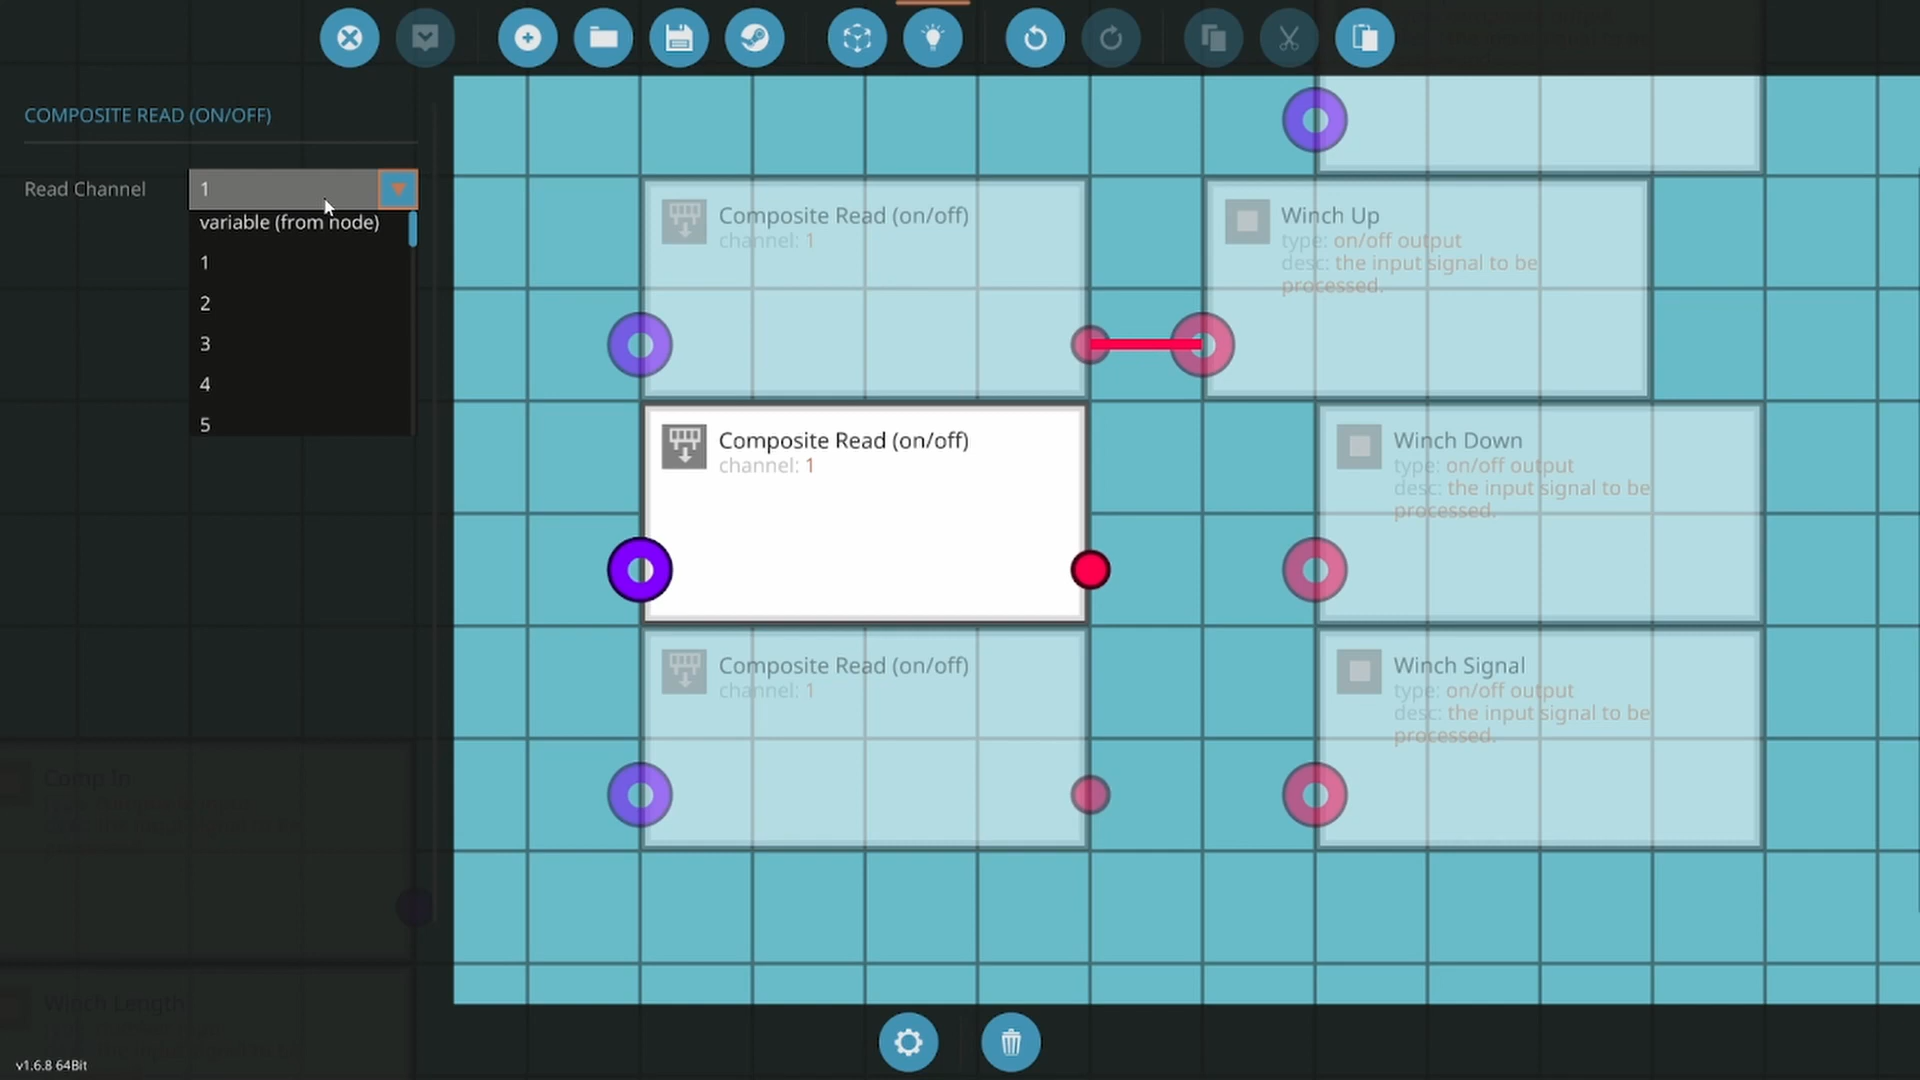 COMPOSITE READ (ON/OFF)
Read Channel
1
variable (from node)
1
2
3
4
5
Composite Read (on/off)
channel: 1
Winch Up
type: on/off output
desc: the input signal to be
processed.
Composite Read (on/off)
channel: 1
Winch Down
type: on/off output
desc: the input signal to be
processed.
Composite Read (on/off)
channel: 1
Winch Signal
type: on/off output
desc: the input signal to be
processed.
Comp In
Winch Length
v1.6.8 64Bit